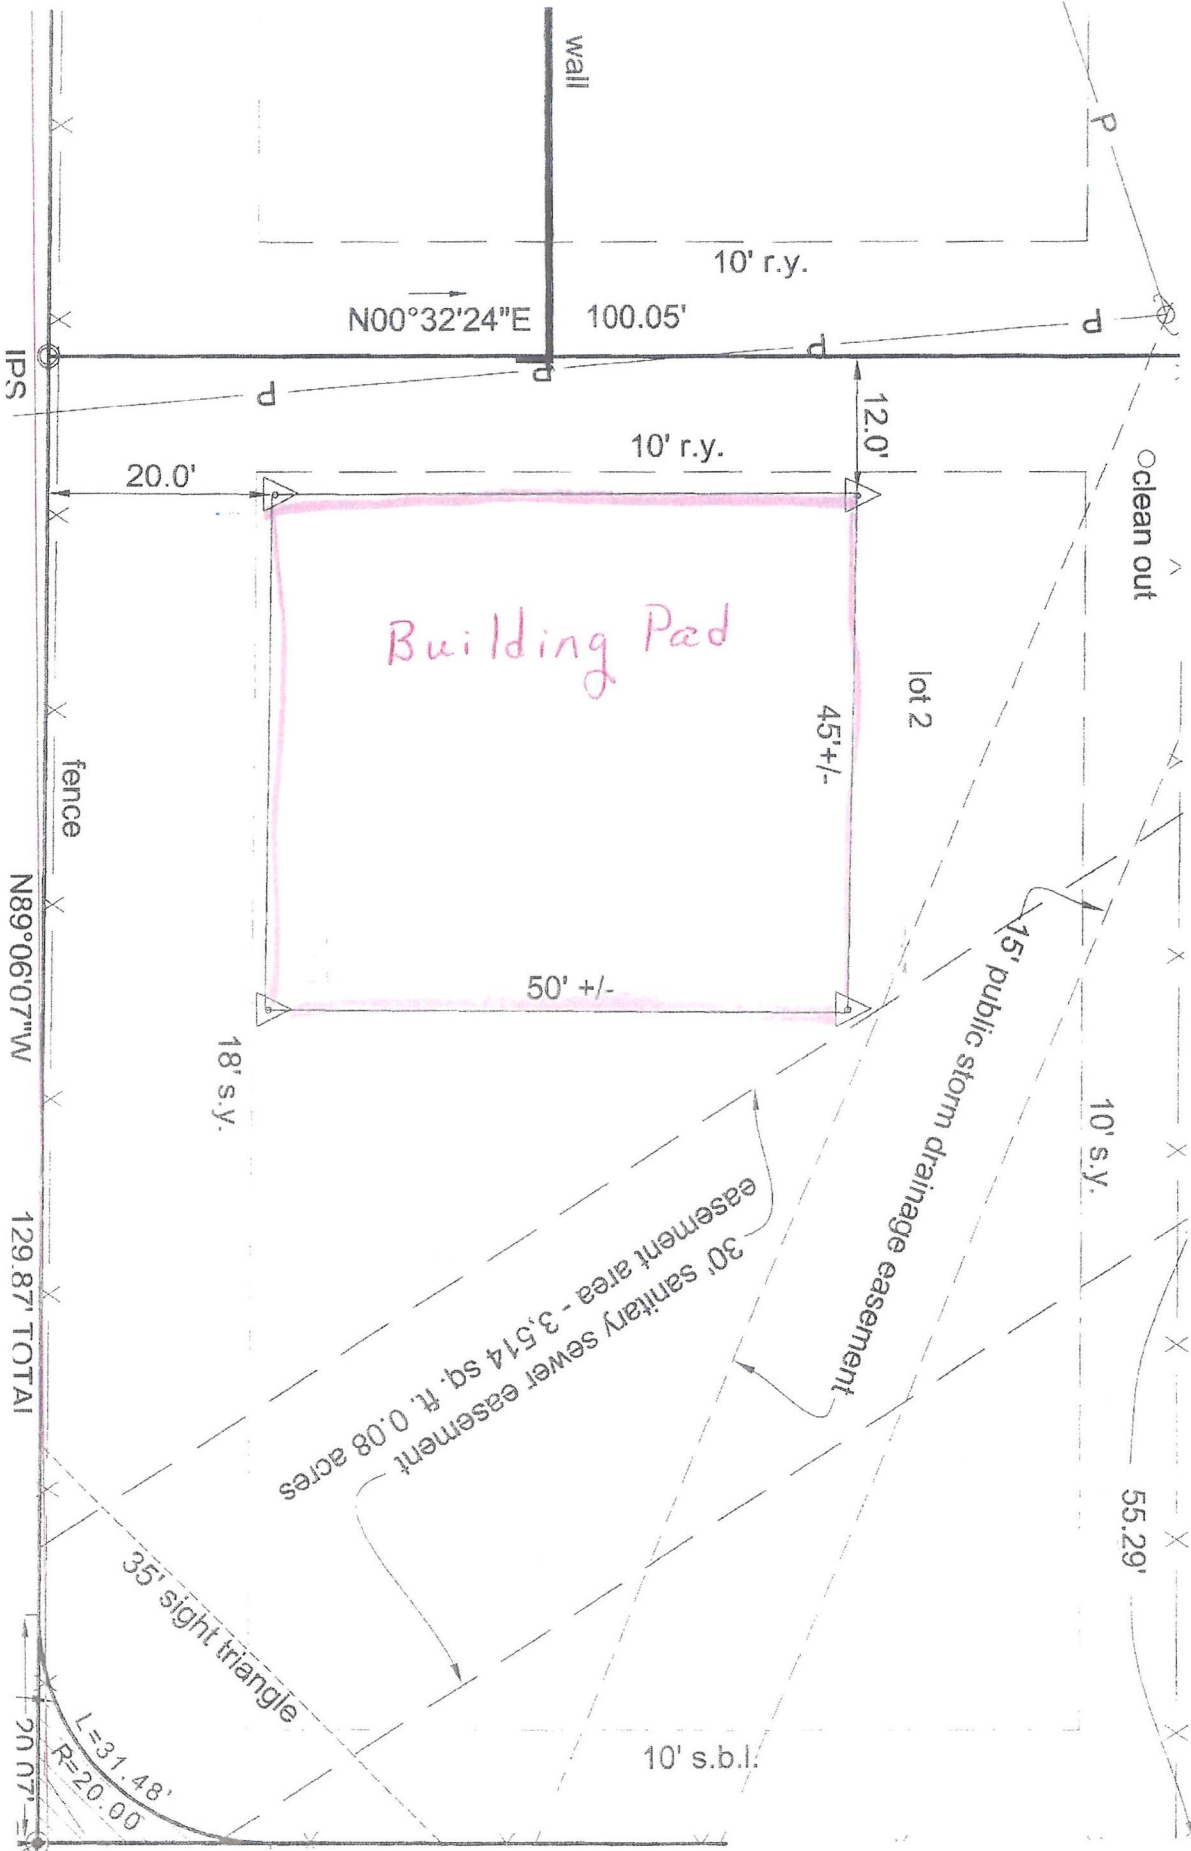 wall
P
10' r.y.
N00°32'24"E
100.05'
P
P
P
P
IPS
12.0'
10' r.y.
20.0'
clean out
Building Pad
lot 2
45'+/-
fence
N89°06'07"W
129.87' TOTAL
50' +/-
18' s.y.
15' public storm drainage easement
10' s.y.
30' sanitary sewer easement
easement area - 3,514 sq. ft. 0.08 acres
55.29'
35' sight triangle
10' s.b.l.
L=31.48'
R=20.00
20.07'